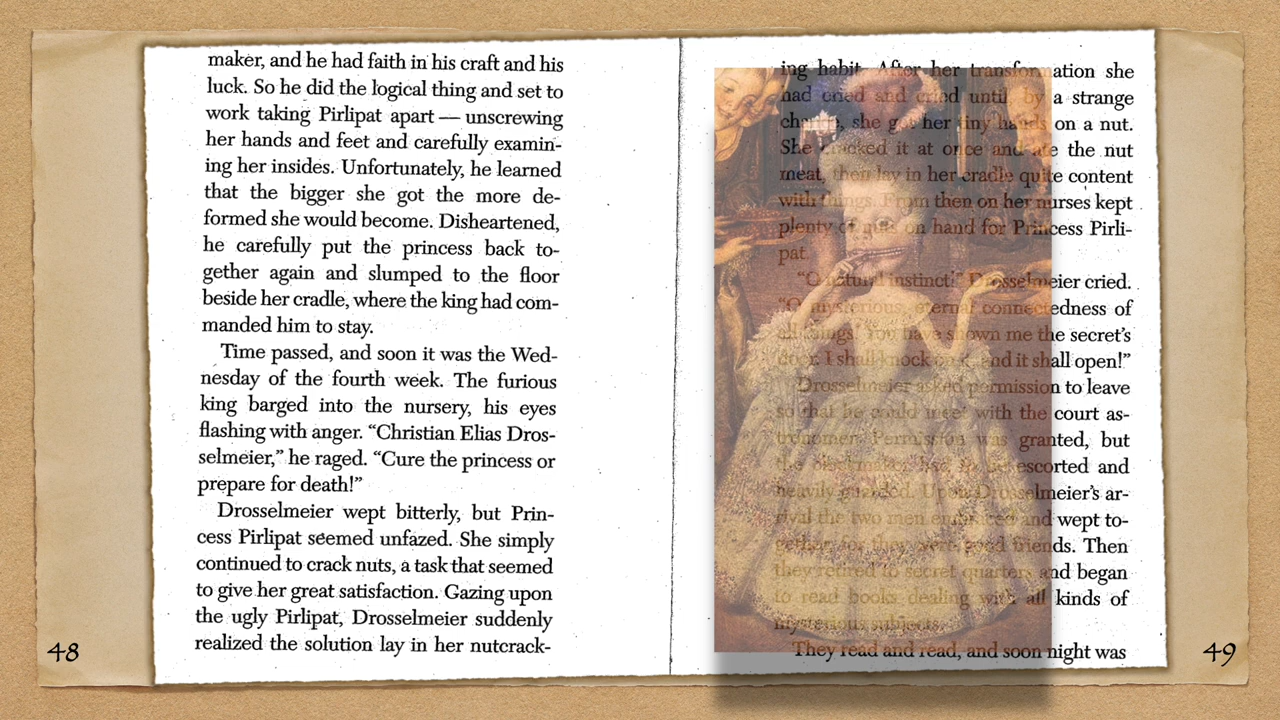 maker, and he had faith in his craft and his
luck. So he did the logical thing and set to
work taking Pirlipat apart — unscrewing
her hands and feet and carefully examin-
ing her insides. Unfortunately, he learned
that the bigger she got the more de-
formed she would become. Disheartened,
he carefully put the princess back to-
gether again and slumped to the floor
beside her cradle, where the king had com-
manded him to stay.
Time passed, and soon it was the Wed-
nesday of the fourth week. The furious
king barged into the nursery, his eyes
flashing with anger. “Christian Elias Dros-
selmeier,” he raged. “Cure the princess or
prepare for death!”
Drosselmeier wept bitterly, but Prin-
cess Pirlipat seemed unfazed. She simply
continued to crack nuts, a task that seemed
to give her great satisfaction. Gazing upon
the ugly Pirlipat, Drosselmeier suddenly
realized the solution lay in her nutcrack-
48
ing habit. After her transformation she
had cried and cried until by a strange
chance, she got her tiny hands on a nut.
She cracked it at once and ate the nut
meat, then lay in her cradle quite content
with things. From then on her nurses kept
plenty of nuts on hand for Princess Pirli-
pat.
“O natural instinct!” Drosselmeier cried.
“O mysterious, eternal connectedness of
all things! You have shown me the secret’s
door. I shall knock on it, and it shall open!”
Drosselmeier asked permission to leave
so that he could meet with the court as-
tronomer. Permission was granted, but
the had to be escorted and
heavily guarded. Upon Drosselmeier’s ar-
rival the two men embraced and wept to-
gether, for they were good friends. Then
they retired to secret quarters and began
to read books dealing with all kinds of
mysterious subjects.
They read and read, and soon night was
49